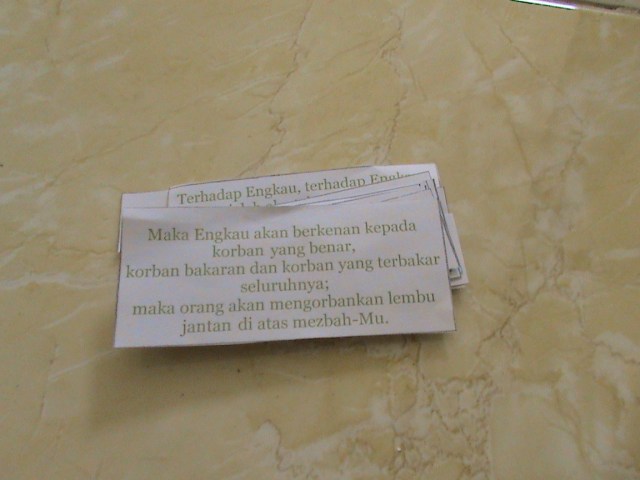 Terhadap Engkau, terhadap
Maka Engkau akan berkenan kepada
korban yang benar,
korban bakaran dan korban yang terbakar
seluruhnya;
maka orang akan mengorbankan lembu
jantan di atas mezbah-Mu.